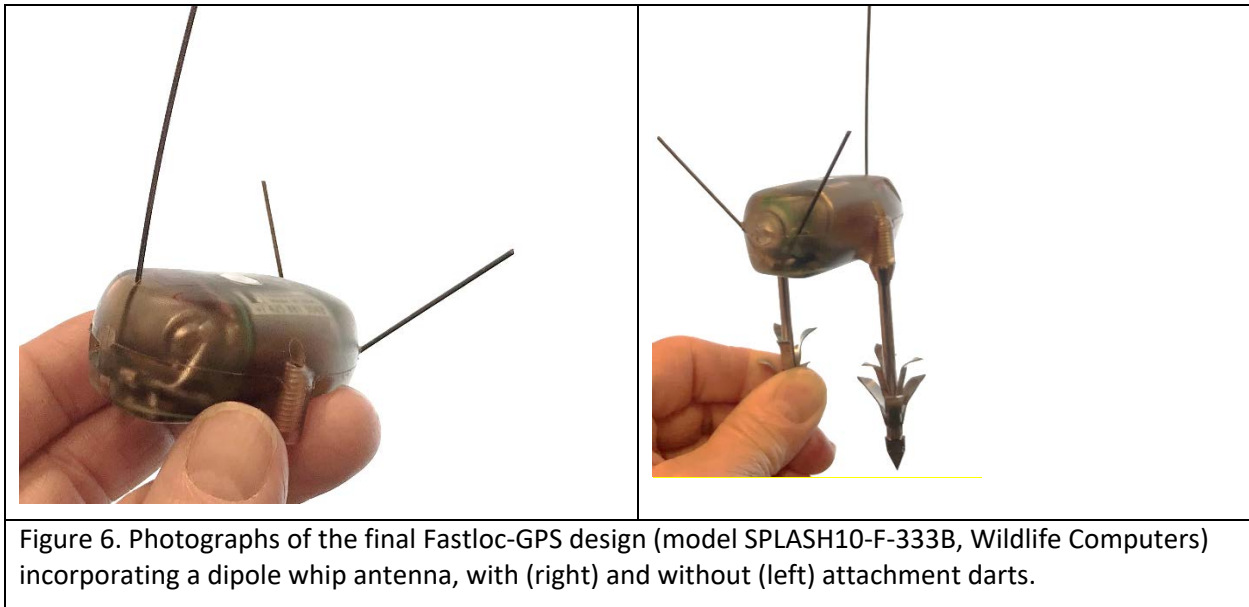 Figure 6. Photographs of the final Fastloc-GPS design (model SPLASH10-F-333B, Wildlife Computers)
incorporating a dipole whip antenna, with (right) and without (left) attachment darts.